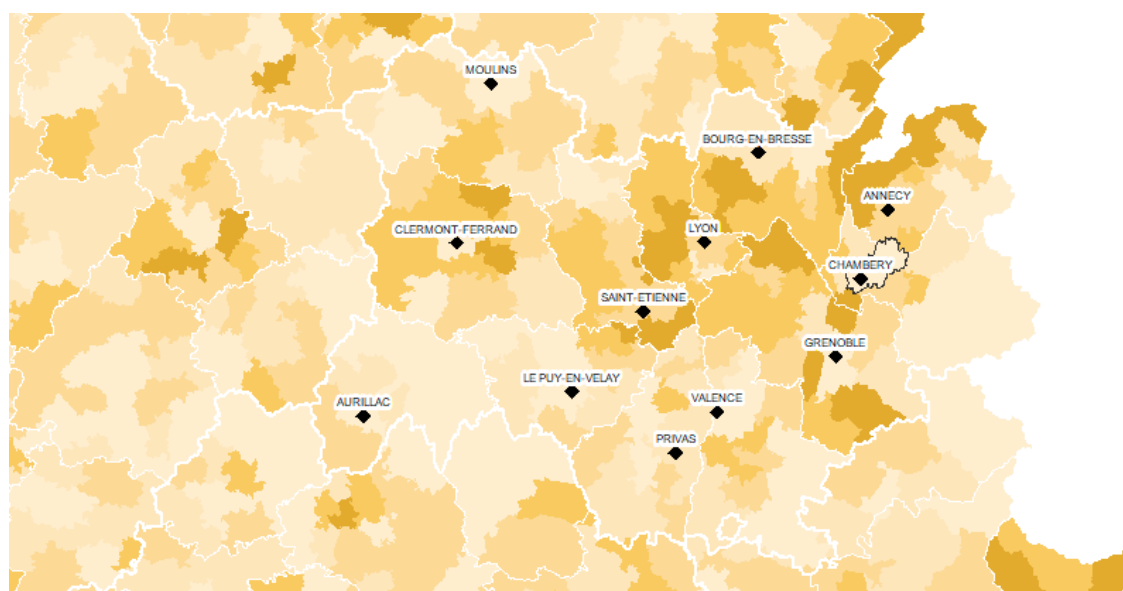 MOULINS
BOURG-EN-BRESSE
ANNECY
CLERMONT-FERRAND
LYON
CHAMBERY
SAINT-ETIENNE
GRENOBLE
LE PUY-EN-VELAY
AURILLAC
VALENCE
PRIVAS